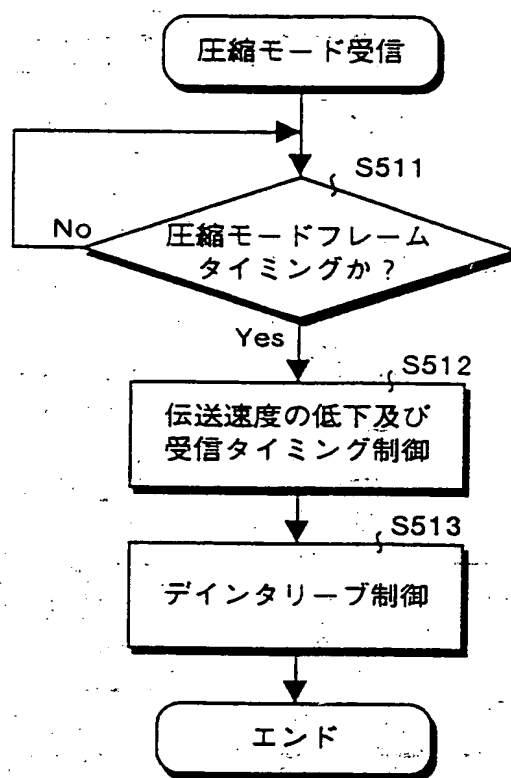 圧縮モード受信
S511
No
圧縮モードフレーム
タイミングか?
Yes
S512
伝送速度の低下及び
受信タイミング制御
S513
デインタリーブ制御
エンド